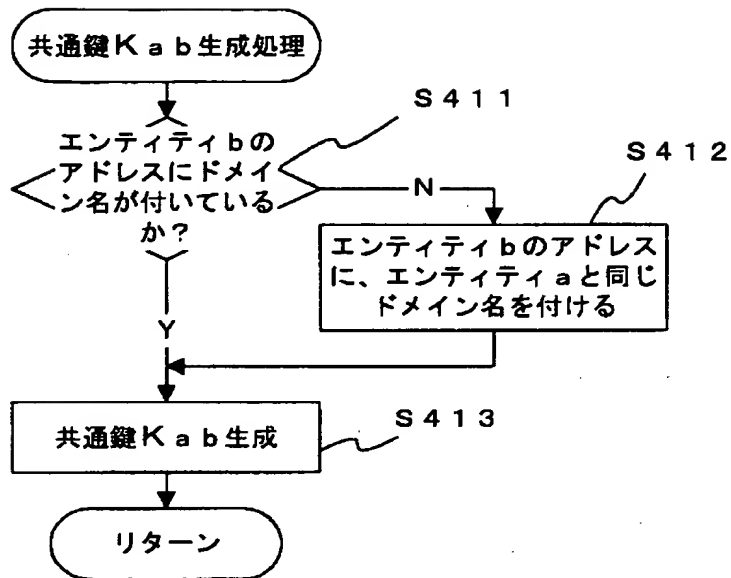 共通鍵Kab生成処理
S411
エンティティbの
アドレスにドメイ
ン名が付いている
か?
N
S412
エンティティbのアドレス
に、エンティティaと同じ
ドメイン名を付ける
Y
共通鍵Kab生成
S413
リターン